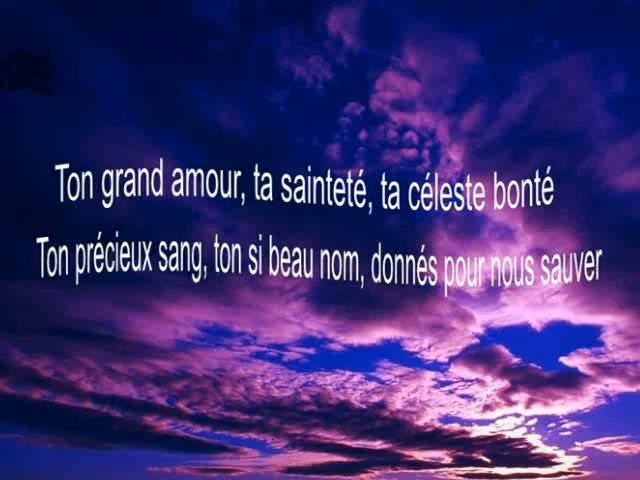 Ton grand amour, ta sainteté, ta céleste bonté
Ton précieux sang, ton si beau nom, donnés pour nous sauver